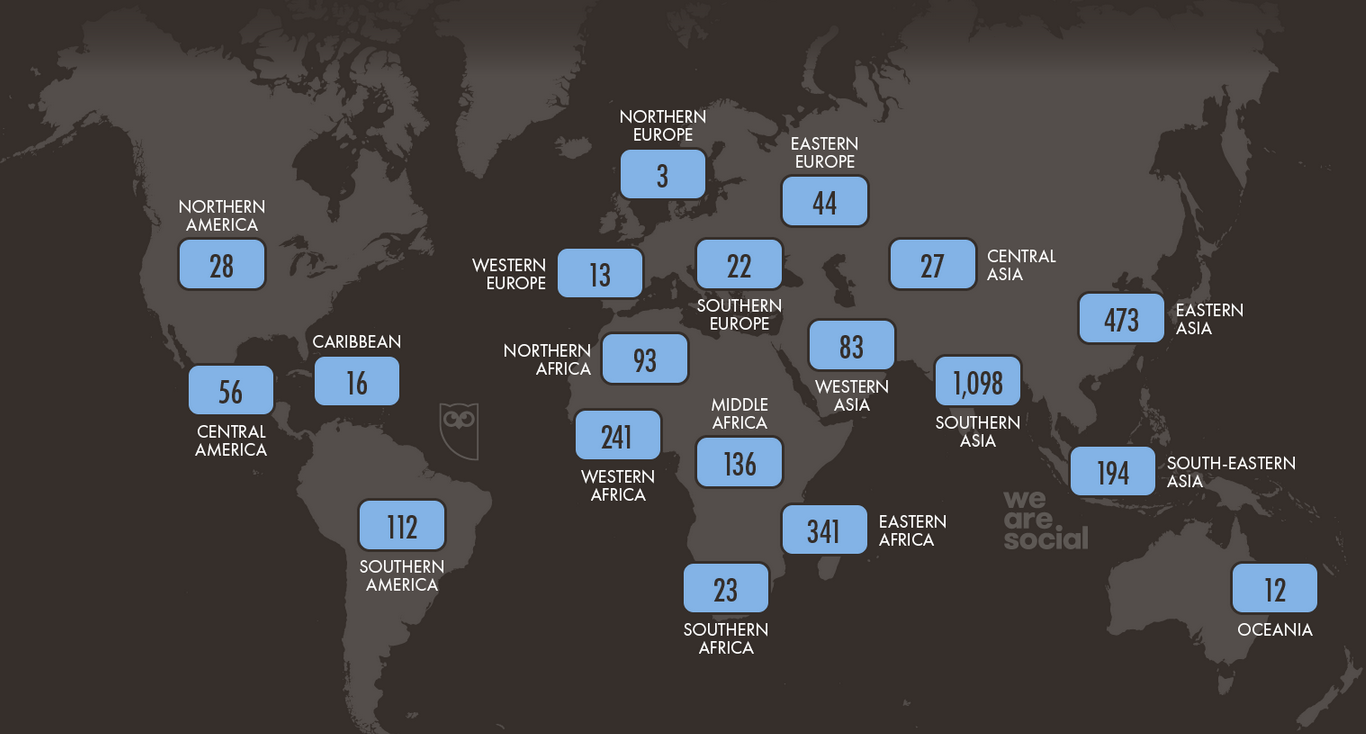 NORTHERN
EUROPE
3
EASTERN
EUROPE
44
NORTHERN
AMERICA
28
WESTERN
EUROPE
13
22
SOUTHERN
EUROPE
27
CENTRAL
ASIA
473
EASTERN
ASIA
CARIBBEAN
16
56
CENTRAL
AMERICA
NORTHERN
AFRICA
93
83
WESTERN
ASIA
1,098
SOUTHERN
ASIA
241
WESTERN
AFRICA
MIDDLE
AFRICA
136
194
SOUTH-EASTERN
ASIA
we
are
social
112
SOUTHERN
AMERICA
341
EASTERN
AFRICA
23
SOUTHERN
AFRICA
12
OCEANIA